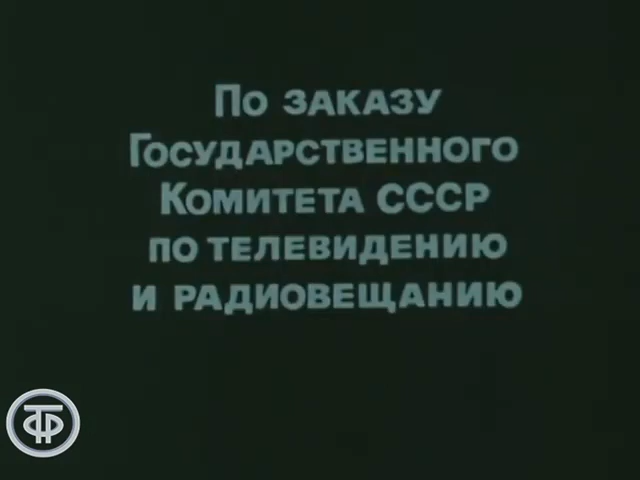 По заказу
Государственного
Комитета СССР
по телевидению
и радиовещанию